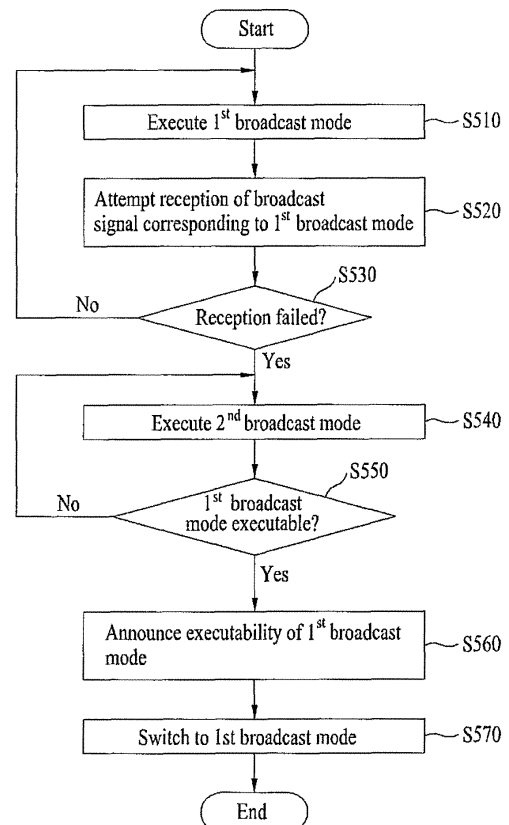 Start
Execute 1st broadcast mode
S510
Attempt reception of broadcast
signal corresponding to 1st broadcast mode
S520
S530
Reception failed?
No
Yes
Execute 2nd broadcast mode
S540
S550
1st broadcast
mode executable?
No
Yes
Announce executability of 1st broadcast
mode
S560
Switch to 1st broadcast mode
S570
End